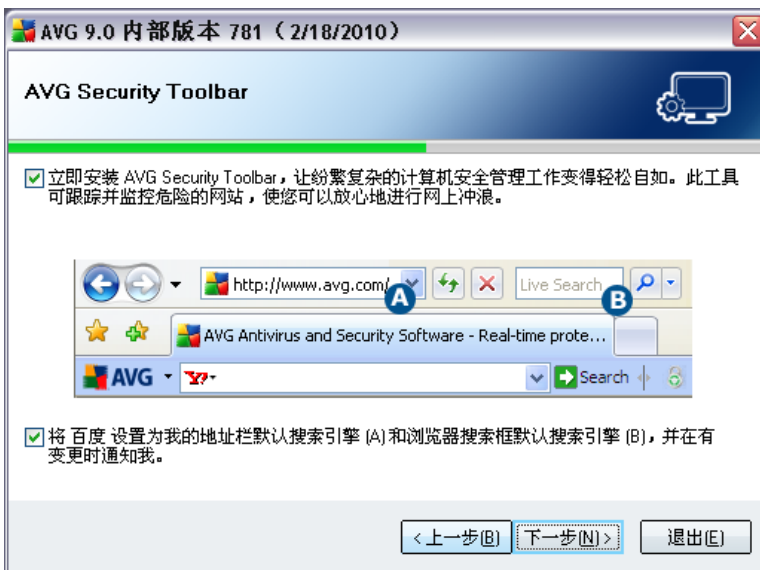 AVG 9.0 内部版本 781（2/18/2010）
AVG Security Toolbar
立即安装 AVG Security Toolbar，让纷繁复杂的计算机安全管理工作变得轻松自如。此工具
可跟踪并监控危险的网站，使您可以放心地进行网上冲浪。
http://www.avg.com/
A
Live Search
B
AVG Antivirus and Security Software - Real-time prote...
AVG
Y!
Search
将 百度 设置为我的地址栏默认搜索引擎 (A) 和浏览器搜索框默认搜索引擎 (B)，并在有
变更时通知我。
<上一步(B)
下一步(N)>
退出(E)